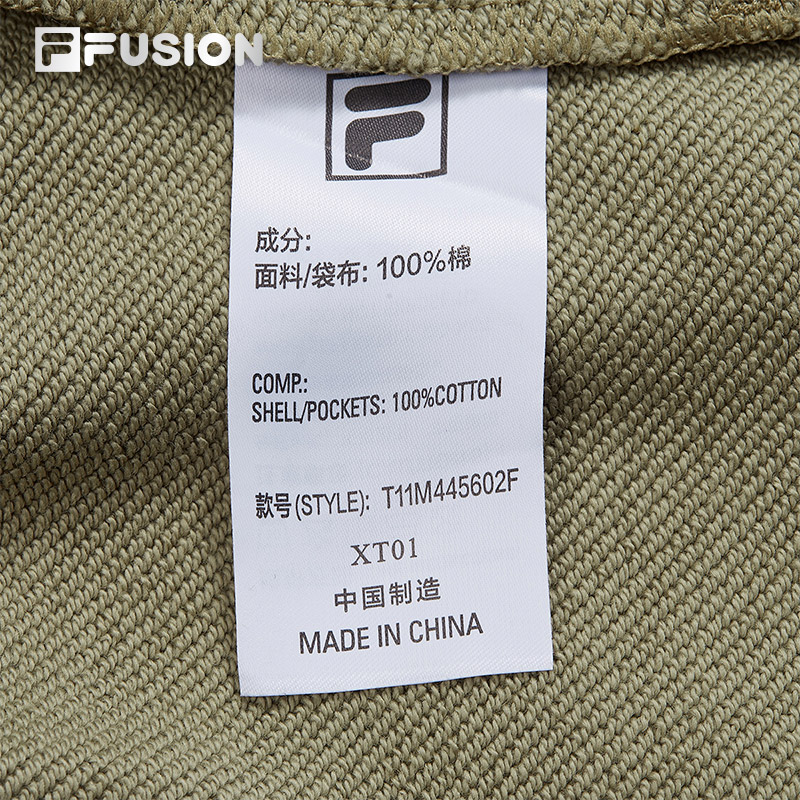 FUSION
成分:
面料/袋布: 100%棉
COMP.:
SHELL/POCKETS: 100%COTTON
款号(STYLE): T11M445602F
XT01
中国制造
MADE IN CHINA